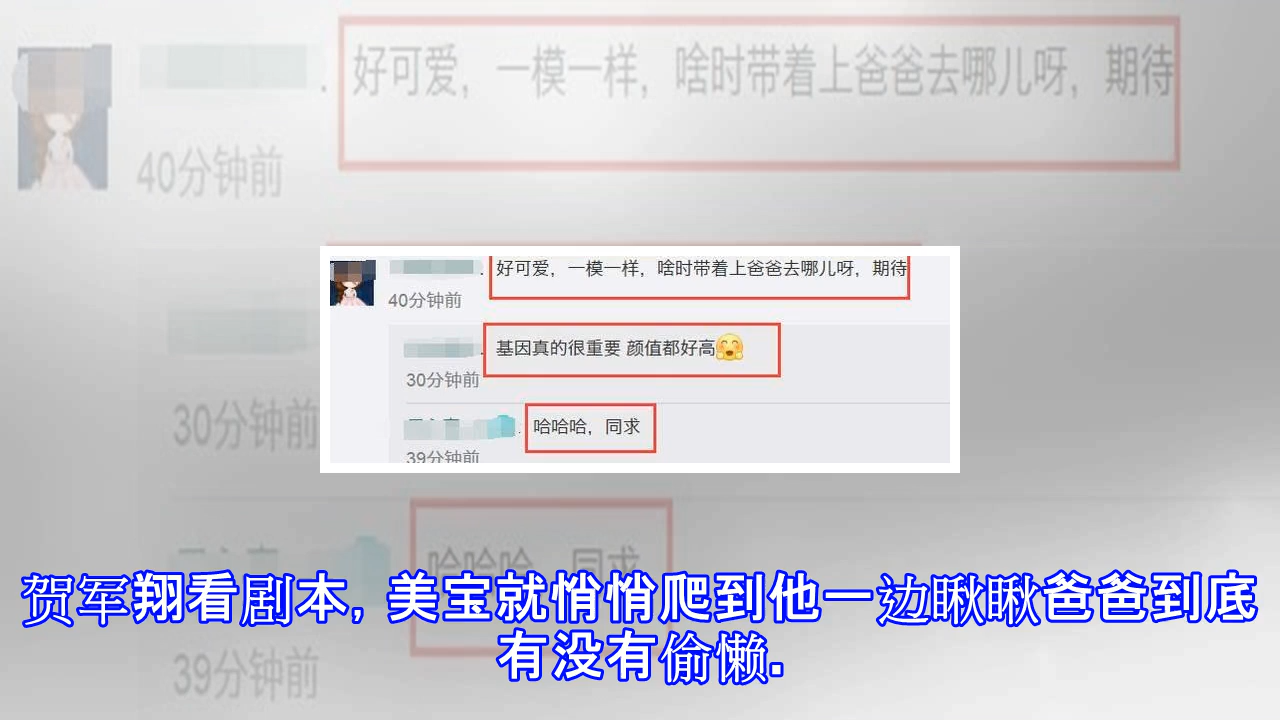 好可爱，一模一样，啥时带着上爸爸去哪儿呀，期待
40分钟前
30分钟前
哈哈哈，同求
39分钟前
好可爱，一模一样，啥时带着上爸爸去哪儿呀，期待
40分钟前
基因真的很重要 颜值都好高
30分钟前
哈哈哈，同求
39分钟前
贺军翔看剧本, 美宝就悄悄爬到他一边瞅瞅爸爸到底
有没有偷懒.